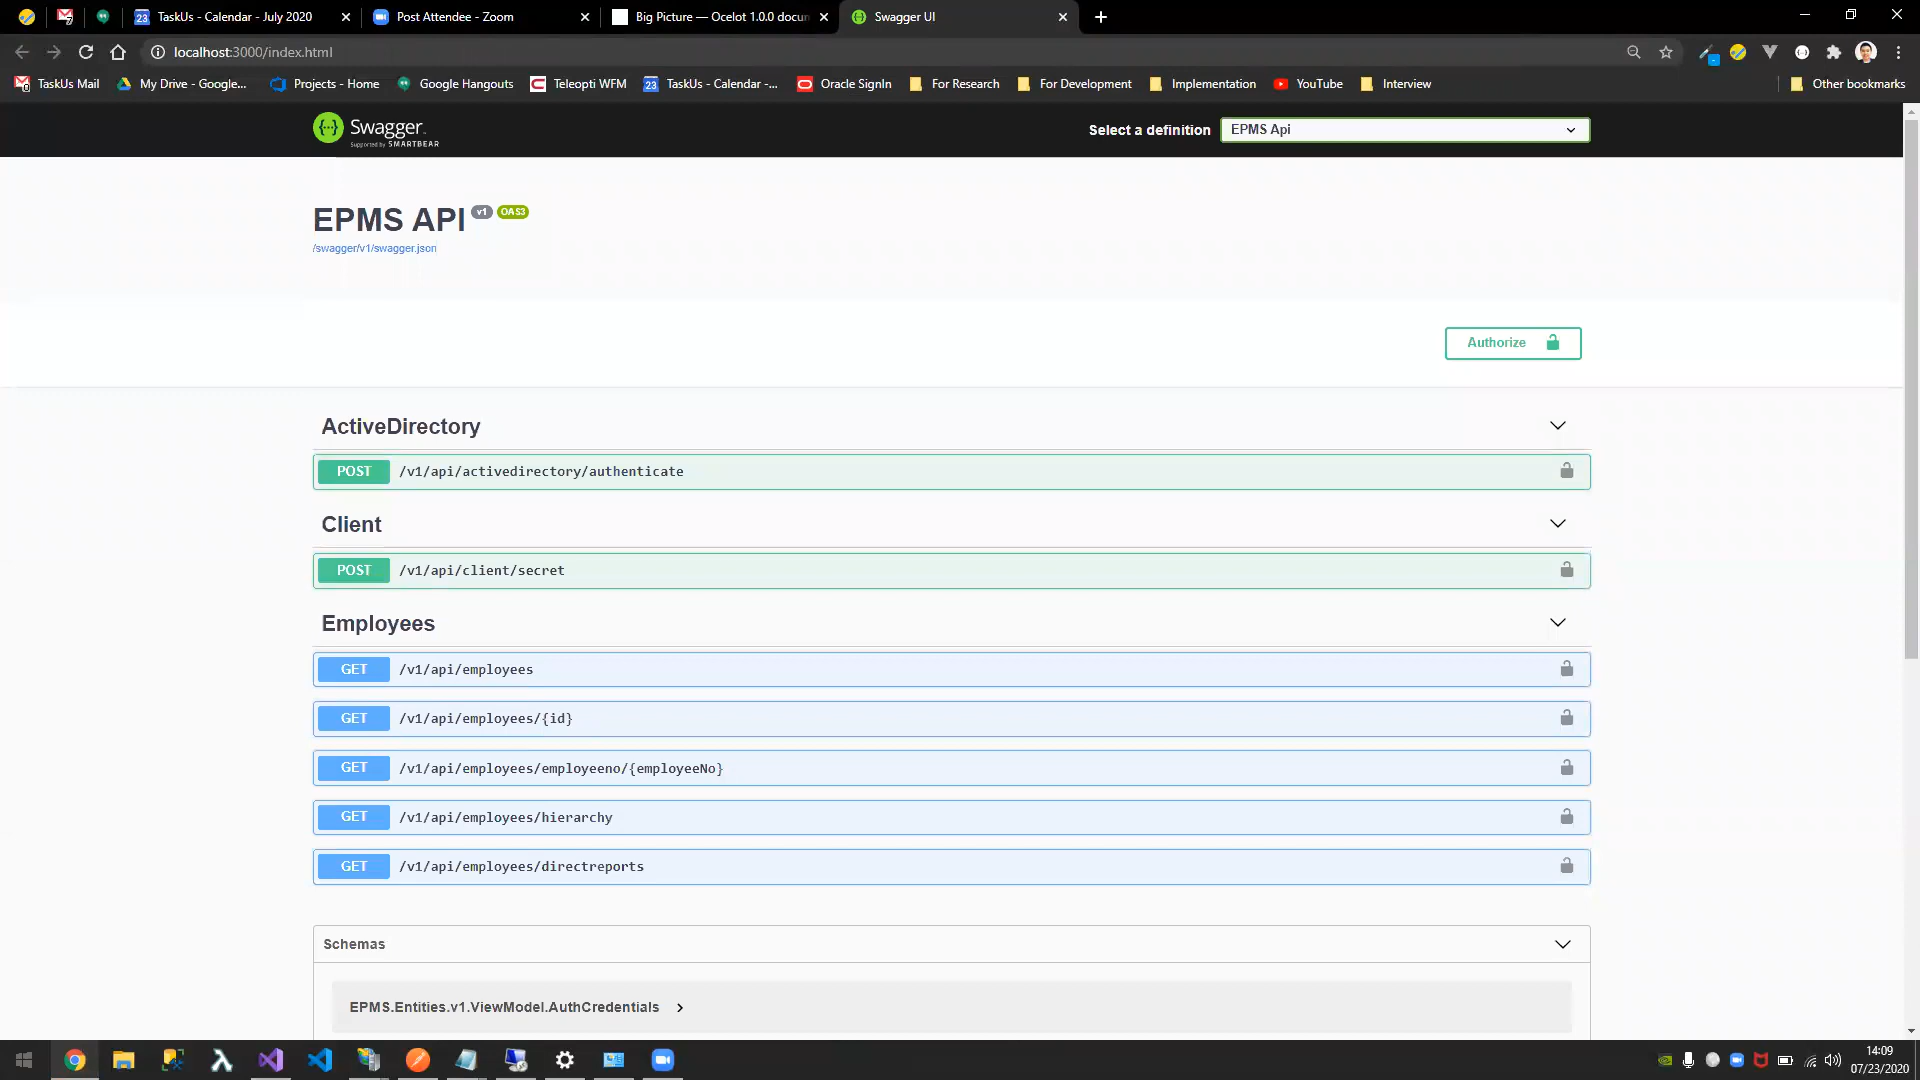 TaskUs - Calendar - July 2020
Post Attendee - Zoom
Big Picture — Ocelot 1.0.0 docu
Swagger UI
localhost:3000/index.html
TaskUs Mail
My Drive - Google...
Projects - Home
Google Hangouts
Teleopti WFM
23
TaskUs - Calendar -...
Oracle SignIn
For Research
For Development
Implementation
YouTube
Interview
Other bookmarks
Swagger
Supported by SMARTBEAR
Select a definition
EPMS Api
EPMS API v1 OAS3
/swagger/v1/swagger.json
Authorize
ActiveDirectory
POST /v1/api/activedirectory/authenticate
Client
POST /v1/api/client/secret
Employees
GET /v1/api/employees
GET /v1/api/employees/{id}
GET /v1/api/employees/employeeno/{employeeNo}
GET /v1/api/employees/hierarchy
GET /v1/api/employees/directreports
Schemas
EPMS.Entities.v1.ViewModel.AuthCredentials
14:09
07/23/2020